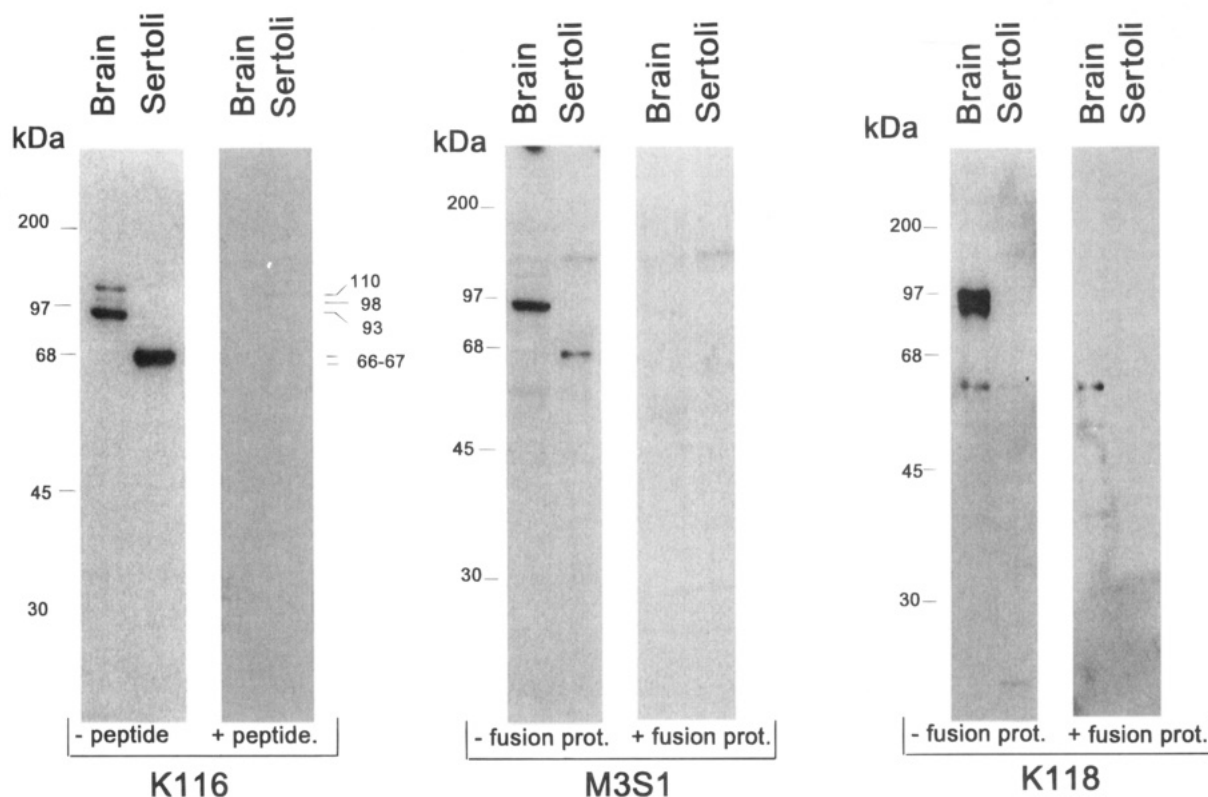 Brain Sertoli Brain Sertoli
kDa
200
97
68
45
30
110
98
93
66-67
- peptide + peptide.
K116
Brain Sertoli Brain Sertoli
kDa
200
97
68
45
30
- fusion prot. + fusion prot.
M3S1
Brain Sertoli Brain Sertoli
kDa
200
97
68
45
30
- fusion prot. + fusion prot.
K118